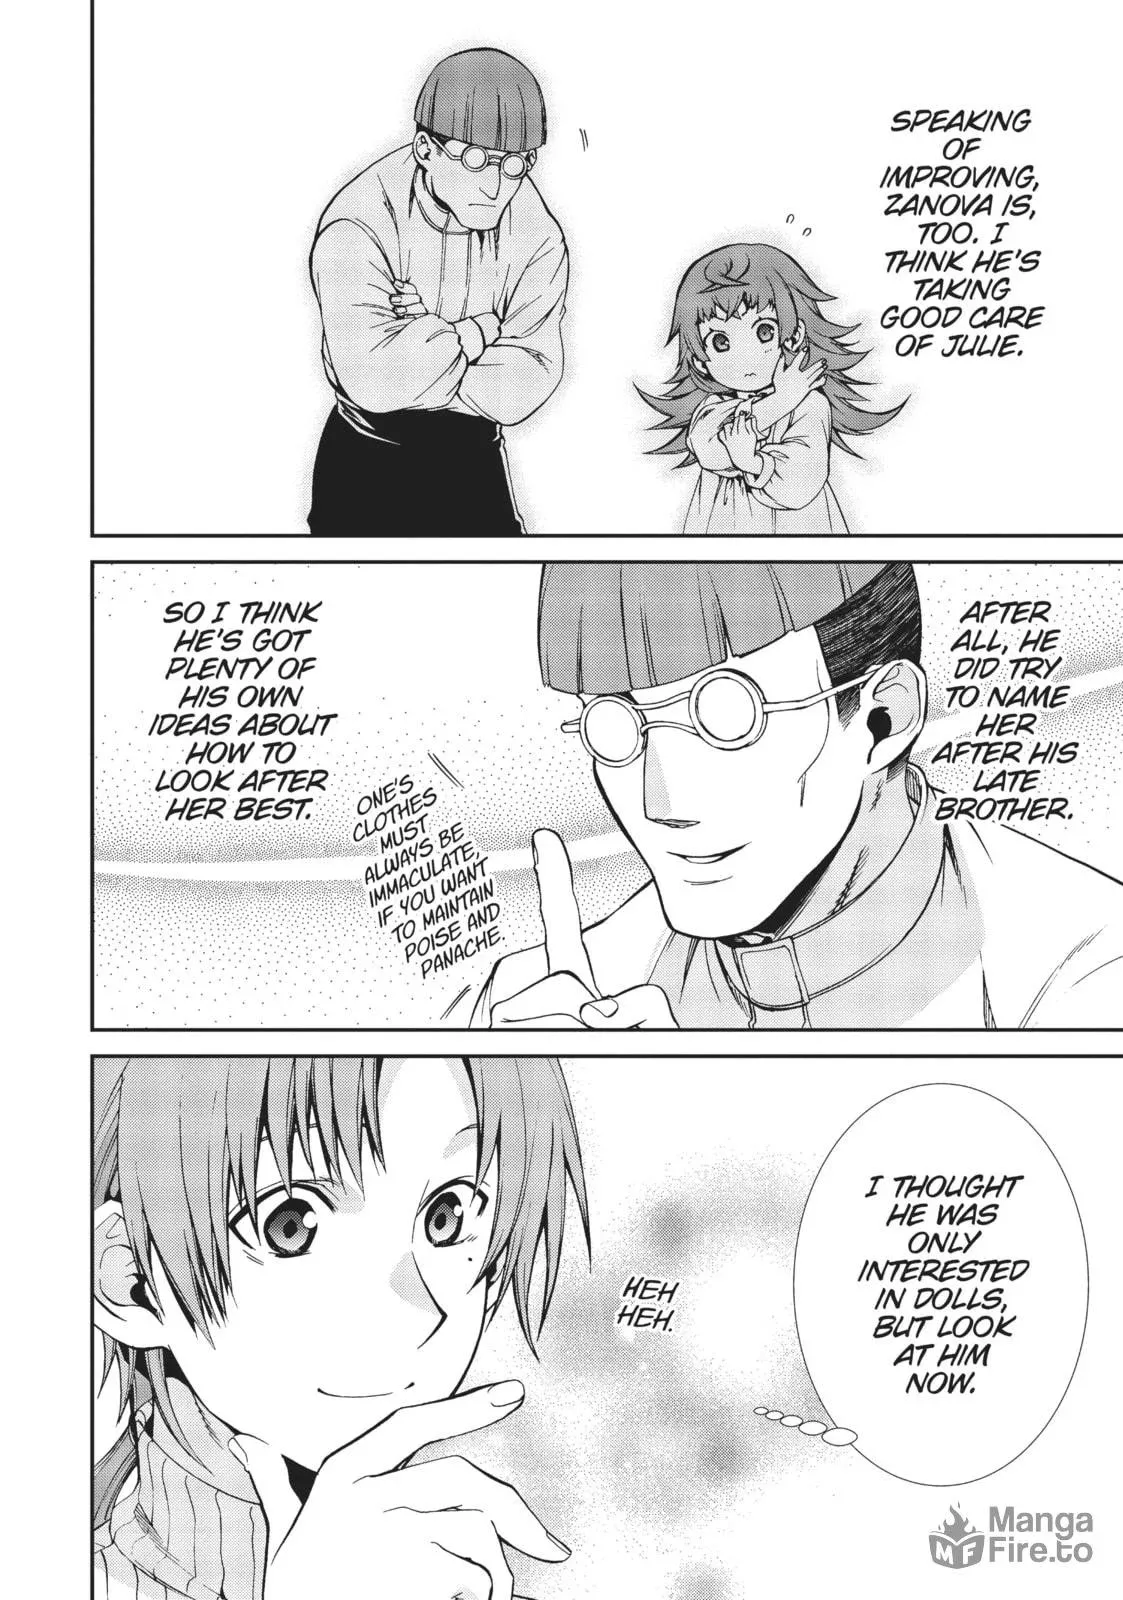 SPEAKING
OF
IMPROVING,
ZANOVA IS,
TOO. I
THINK HE'S
TAKING
GOOD CARE
OF JULIE.
AFTER
ALL, HE
DID TRY
TO NAME
HER
AFTER HIS
LATE
BROTHER.
SO I THINK
HE'S GOT
PLENTY OF
HIS OWN
IDEAS ABOUT
HOW TO
LOOK AFTER
HER BEST.
ONE'S
CLOTHES
MUST
ALWAYS BE
IMMACULATE,
IF YOU WANT
TO MAINTAIN
POISE AND
PANACHE.
I THOUGHT
HE WAS
ONLY
INTERESTED
IN DOLLS,
BUT LOOK
AT HIM
NOW.
HEH
HEH.
MF
Manga
Fire.to